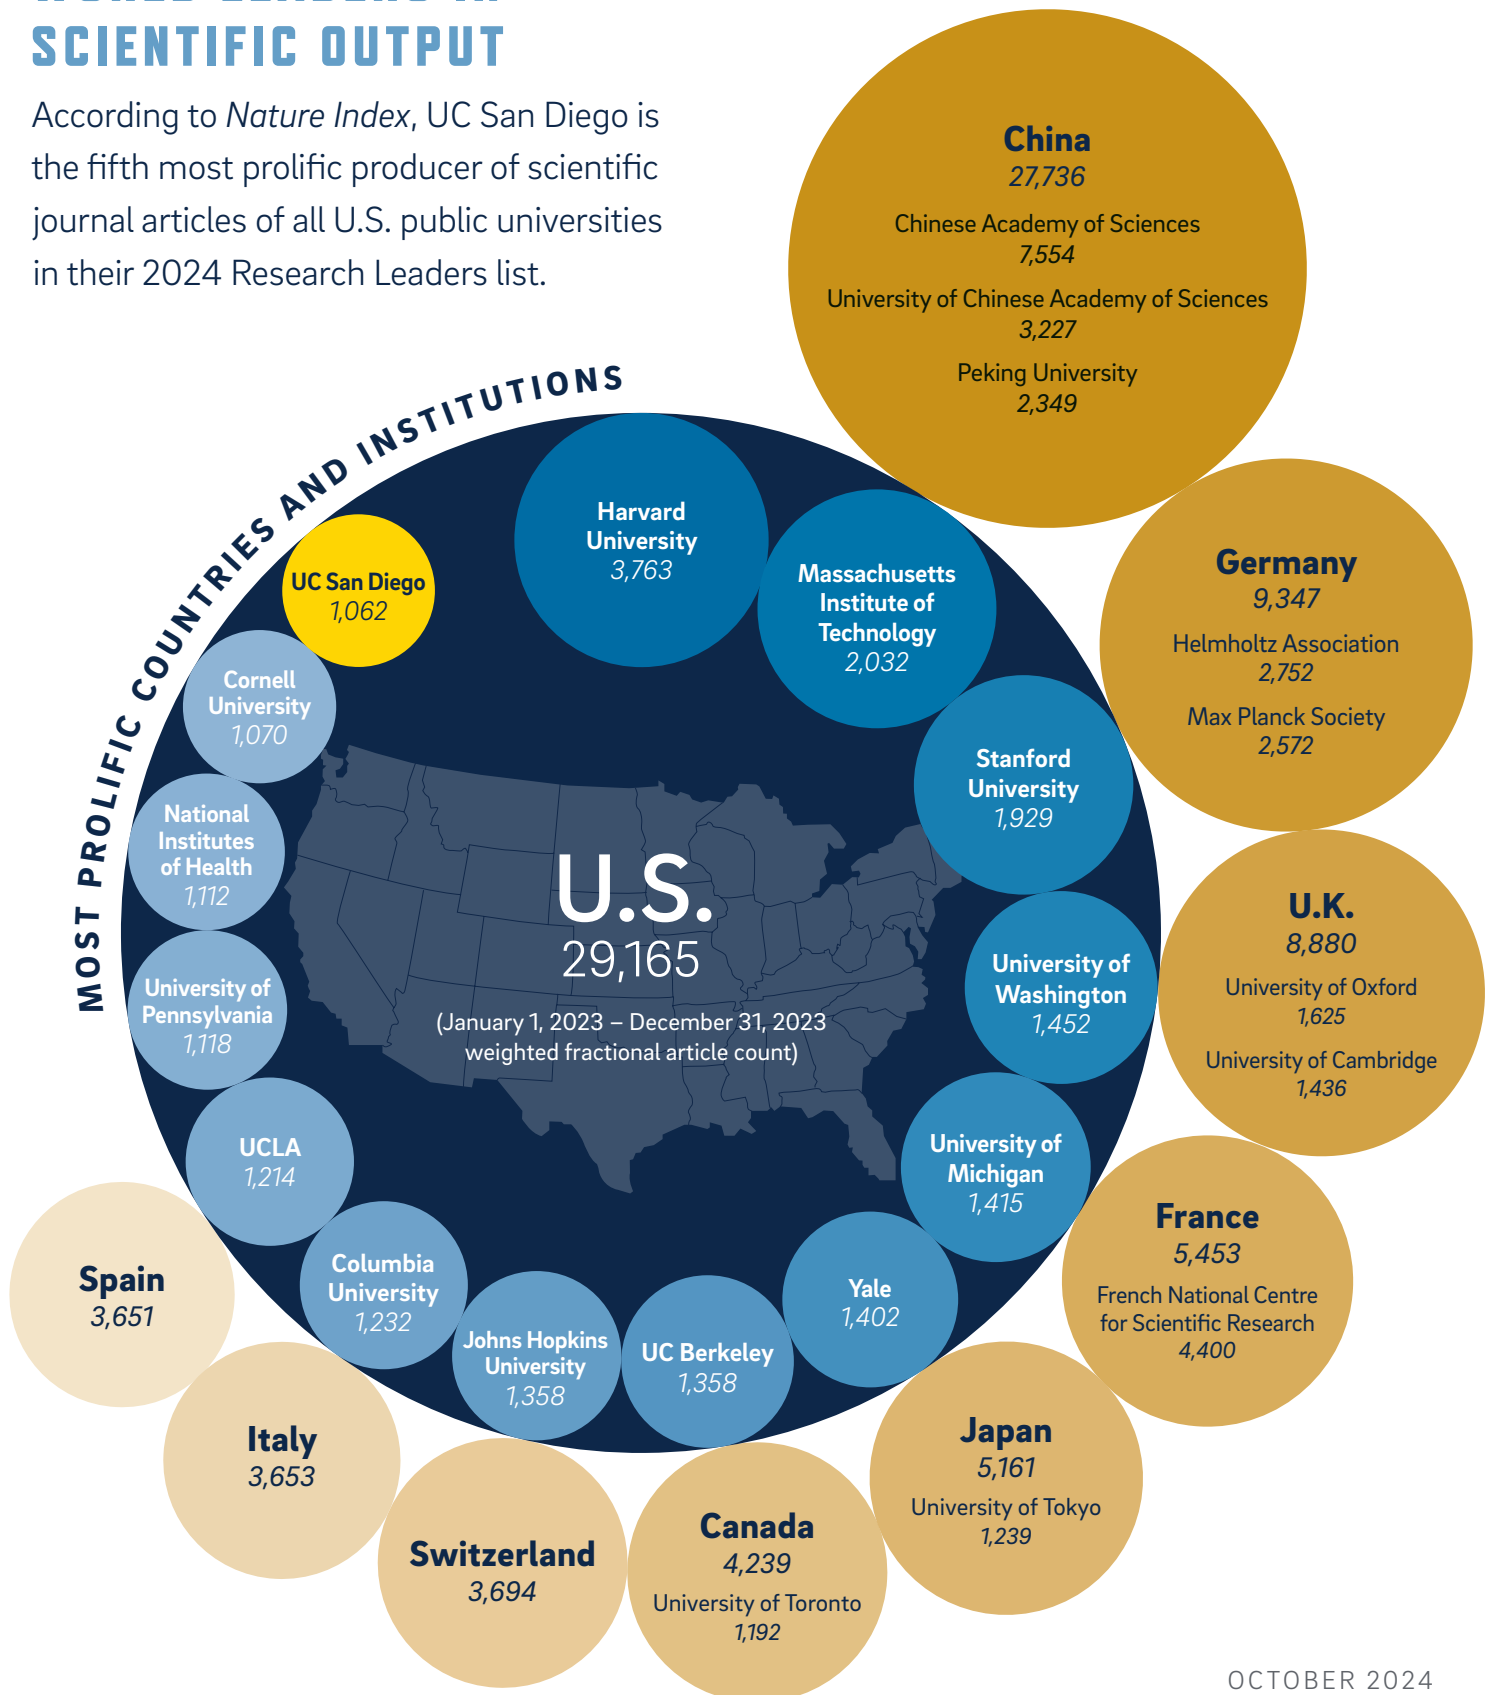 SCIENTIFIC OUTPUT
According to Nature Index, UC San Diego is
the fifth most prolific producer of scientific
journal articles of all U.S. public universities
in their 2024 Research Leaders list.
MOST PROLIFIC COUNTRIES AND INSTITUTIONS
China
27,736
Chinese Academy of Sciences
7,554
University of Chinese Academy of Sciences
3,227
Peking University
2,349
Germany
9,347
Helmholtz Association
2,752
Max Planck Society
2,572
U.K.
8,880
University of Oxford
1,625
University of Cambridge
1,436
France
5,453
French National Centre
for Scientific Research
4,400
Japan
5,161
University of Tokyo
1,239
Canada
4,239
University of Toronto
1,192
Switzerland
3,694
Italy
3,653
Spain
3,651
U.S.
29,165
(January 1, 2023 – December 31, 2023
weighted fractional article count)
Harvard
University
3,763
Massachusetts
Institute of
Technology
2,032
Stanford
University
1,929
University of
Washington
1,452
University of
Michigan
1,415
Yale
1,402
UC Berkeley
1,358
Johns Hopkins
University
1,358
Columbia
University
1,232
UCLA
1,214
University of
Pennsylvania
1,118
National
Institutes
of Health
1,112
Cornell
University
1,070
UC San Diego
1,062
OCTOBER 2024